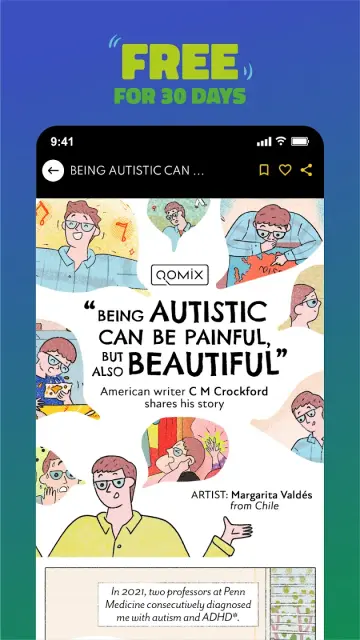 FREE
FOR 30 DAYS
9:41
BEING AUTISTIC CAN ...
QOMIX
“BEING AUTISTIC
CAN BE PAINFUL,
BUT
ALSO BEAUTIFUL”
American writer C M Crockford
shares his story
ARTIST: Margarita Valdés
from Chile
In 2021, two professors at Penn
Medicine consecutively diagnosed
me with autism and ADHD*.